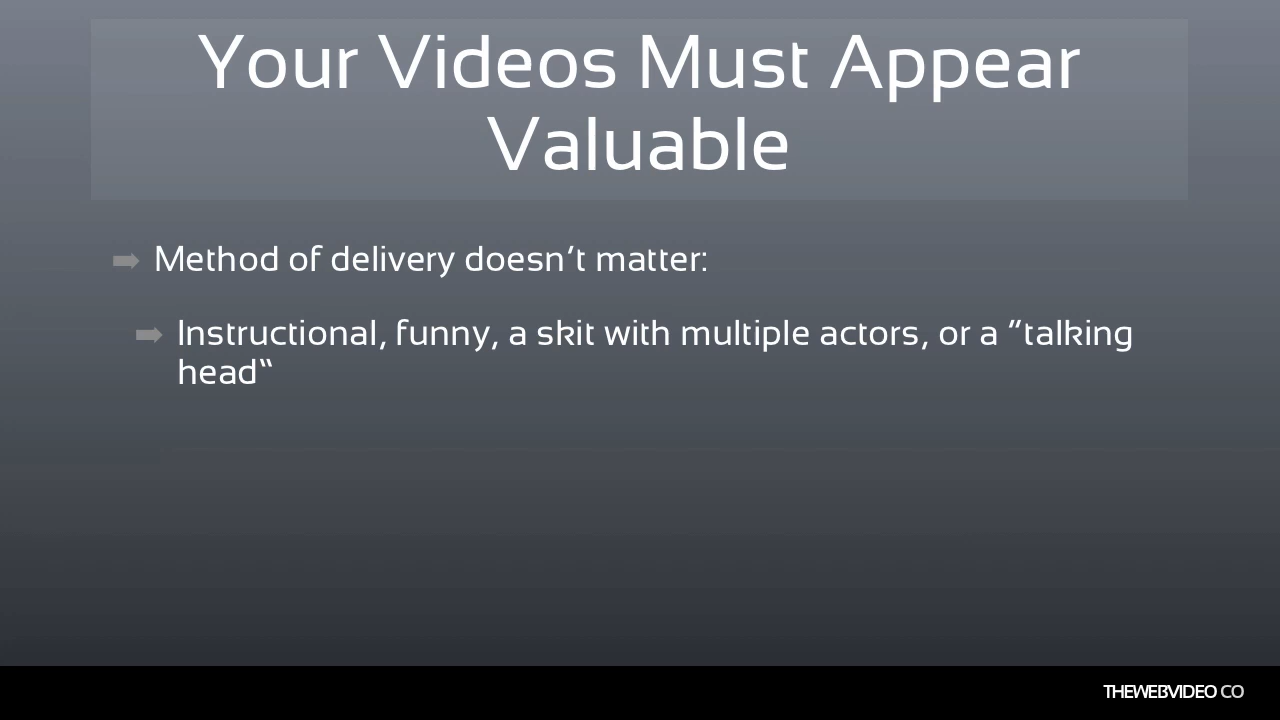 Your Videos Must Appear
Valuable
Method of delivery doesn’t matter:
Instructional, funny, a skit with multiple actors, or a ”talking
head“
THEWEBVIDEO CO